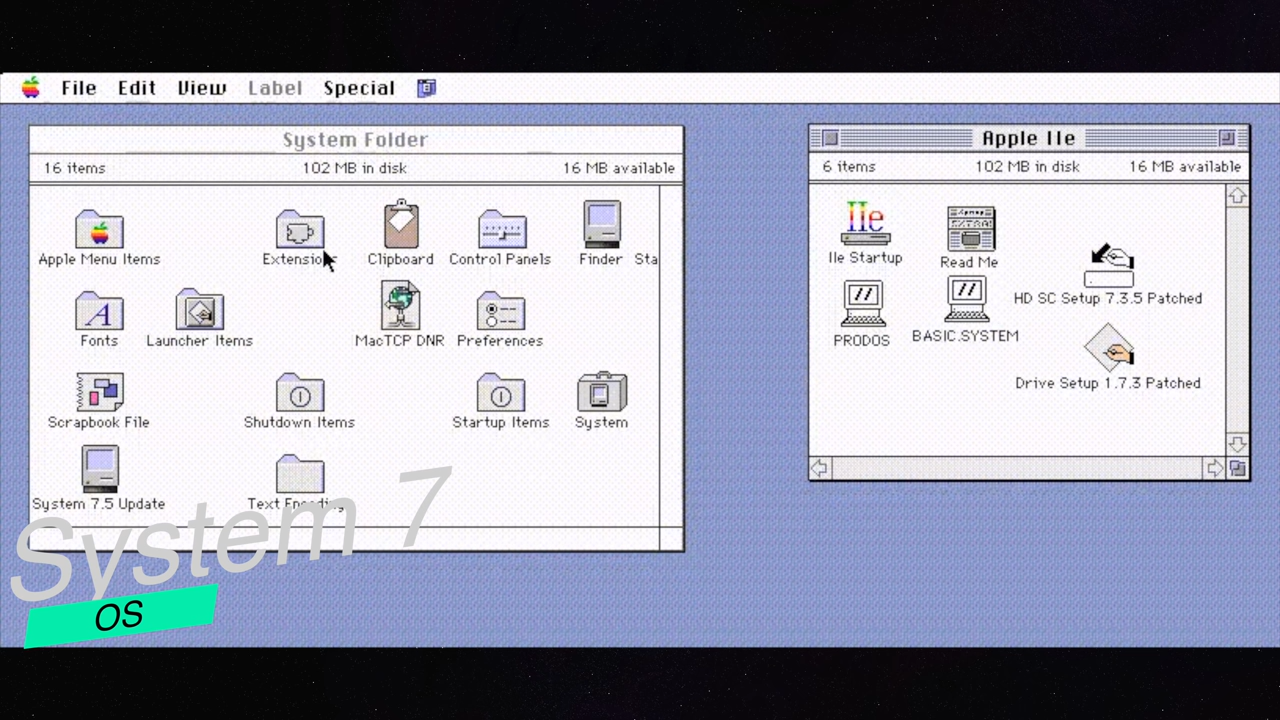 File Edit View Label Special
System Folder
16 items 102 MB in disk 16 MB available
Apple Menu Items Extensions Clipboard Control Panels Finder Sta
Fonts Launcher Items MacTCP DNR Preferences
Scrapbook File Shutdown Items Startup Items System
System 7.5 Update Text Encoding
Apple IIe
6 items 102 MB in disk 16 MB available
IIe
IIe Startup Read Me
HD SC Setup 7.3.5 Patched
PRODOS BASIC.SYSTEM
Drive Setup 1.7.3 Patched
System 7
OS